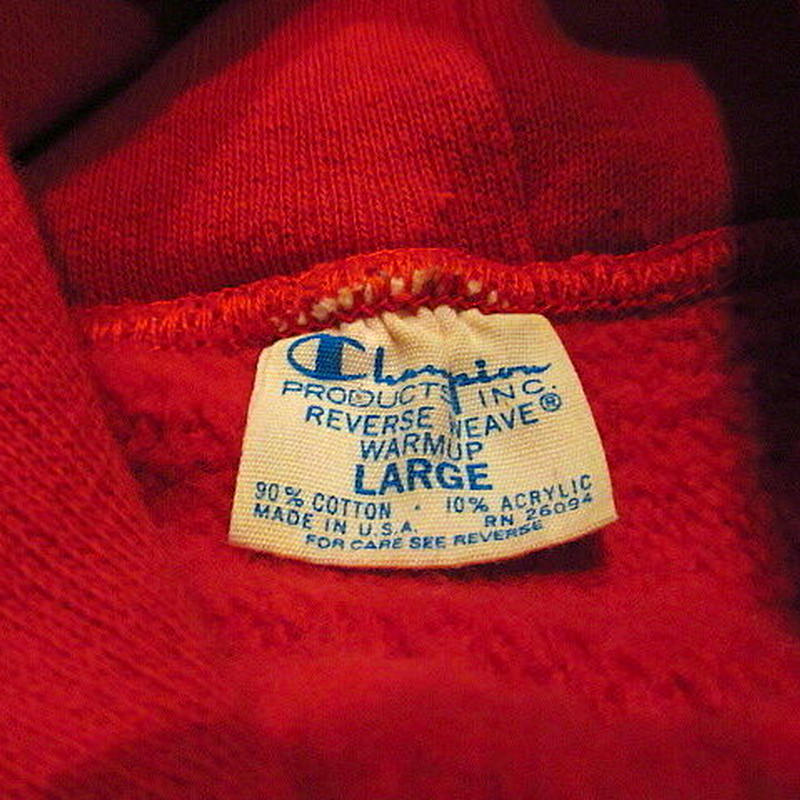 Champion
PRODUCTS INC.
REVERSE WEAVE®
WARMUP
LARGE
90% COTTON · 10% ACRYLIC
MADE IN U.S.A. RN 26094
FOR CARE SEE REVERSE